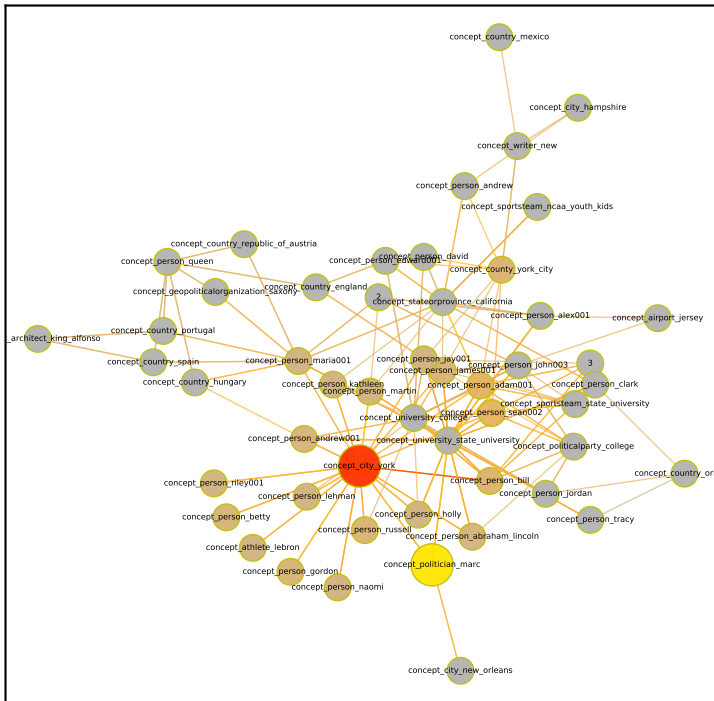 concept_country_mexico
concept_city_hampshire
concept_writer_new
concept_person_andrew
concept_sportsteam_ncaa_youth_kids
concept_country_republic_of_austria
concept_person_queen
concept_person_david
concept_person_edward001
concept_county_york_city
concept_country_england
concept_geopoliticalorganization_saxony
2
concept_stateorprovince_california
concept_person_alex001
concept_airport_jersey
concept_country_portugal
_architect_king_alfonso
concept_person_maria001
concept_person_jay001
concept_country_spain
concept_person_john003
3
concept_person_james001
concept_country_hungary
concept_person_kathleen
concept_person_martin
concept_person_adam001
concept_person_clark
concept_sportsteam_state_university
concept_person_sean002
concept_university_college
concept_person_andrew001
concept_university_state_university
concept_politicalparty_college
concept_city_york
concept_country_or
concept_person_bill
concept_person_riley001
concept_person_jordan
concept_person_lehman
concept_person_betty
concept_person_holly
concept_person_tracy
concept_person_russell
concept_person_abraham_lincoln
concept_athlete_lebron
concept_politician_marc
concept_person_gordon
concept_person_naomi
concept_city_new_orleans